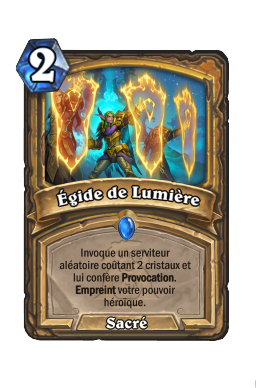 2
Égide de Lumière
Invoque un serviteur
aléatoire coûtant 2 cristaux et
lui confère Provocation.
Empreint votre pouvoir
héroïque.
Sacré